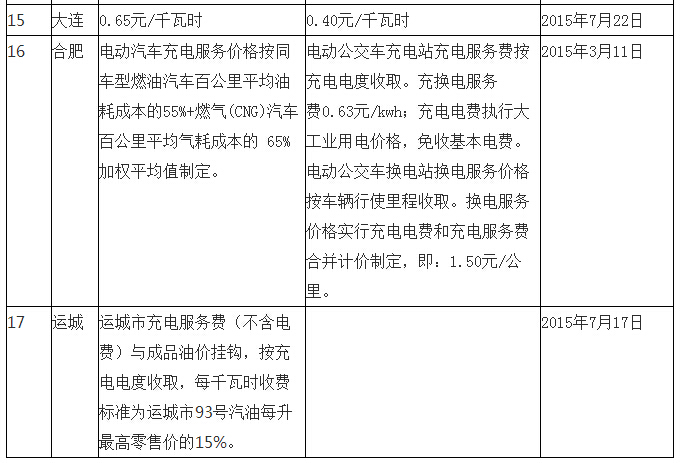 15 大连 0.65元/千瓦时 0.40元/千瓦时 2015年7月22日
16 合肥 电动汽车充电服务价格按同 电动公交车充电站充电服务费按 2015年3月11日
车型燃油汽车百公里平均油 充电电度收取。充换电服务
耗成本的55%+燃气(CNG)汽车 费0.63元/kwh；充电电费执行大
百公里平均气耗成本的 65% 工业用电价格，免收基本电费。
加权平均值制定。 电动公交车换电站换电服务价格
按车辆行使里程收取。换电服务
价格实行充电电费和充电服务费
合并计价制定，即：1.50元/公
里。
17 运城 运城市充电服务费（不含电 2015年7月17日
费）与成品油价挂钩，按充
电电度收取，每千瓦时收费
标准为运城市93号汽油每升
最高零售价的15%。